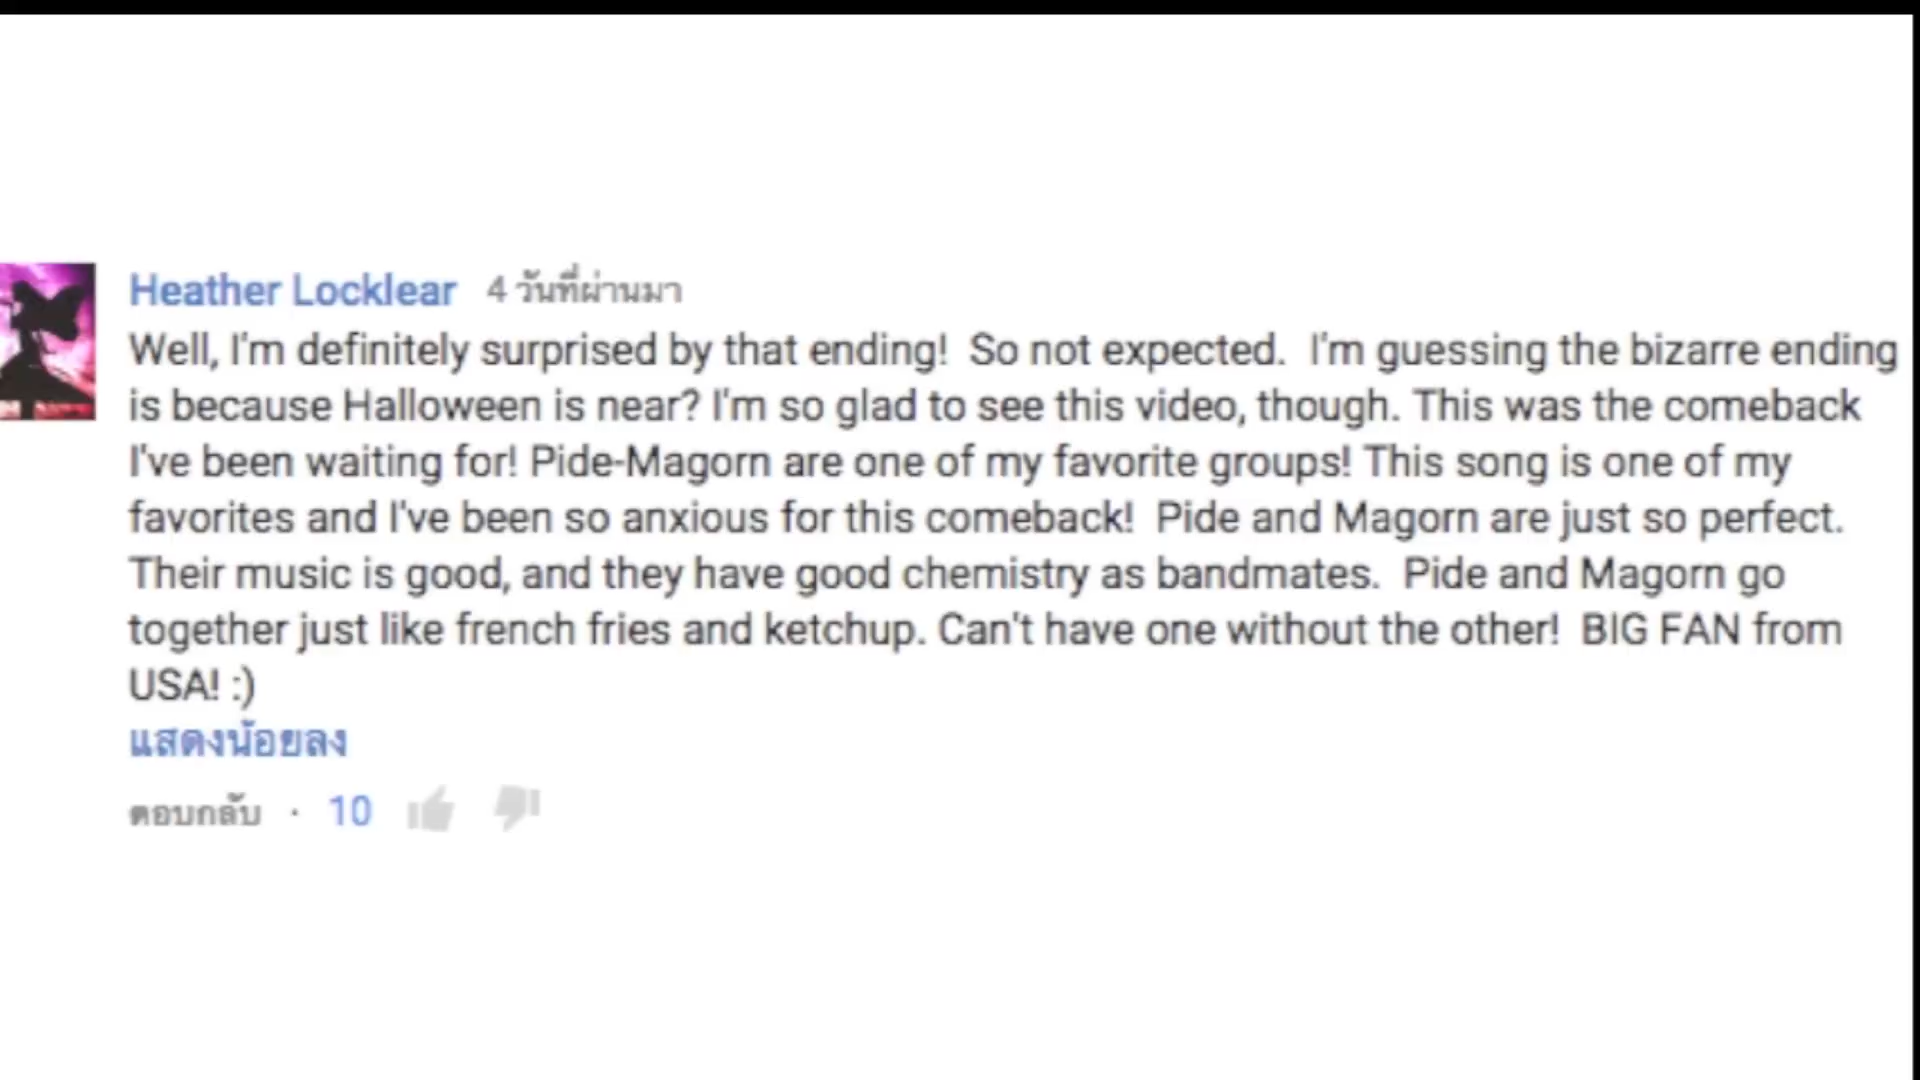 Heather Locklear 4 วันที่ผ่านมา
Well, I'm definitely surprised by that ending!  So not expected.  I'm guessing the bizarre ending
is because Halloween is near? I'm so glad to see this video, though. This was the comeback
I've been waiting for! Pide-Magorn are one of my favorite groups! This song is one of my
favorites and I've been so anxious for this comeback!  Pide and Magorn are just so perfect.
Their music is good, and they have good chemistry as bandmates.  Pide and Magorn go
together just like french fries and ketchup. Can't have one without the other!  BIG FAN from
USA! :)
แสดงน้อยลง
ตอบกลับ · 10